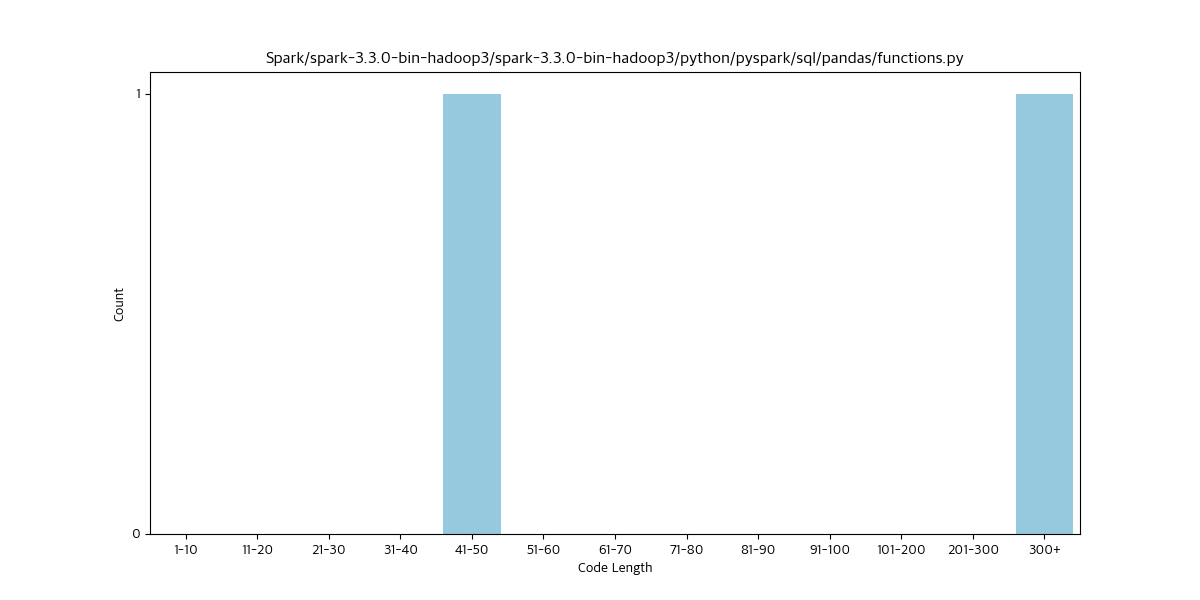 Spark/spark-3.3.0-bin-hadoop3/spark-3.3.0-bin-hadoop3/python/pyspark/sql/pandas/functions.py
1
Count
0
1-10 11-20 21-30 31-40 41-50 51-60 61-70 71-80 81-90 91-100 101-200 201-300 300+
Code Length